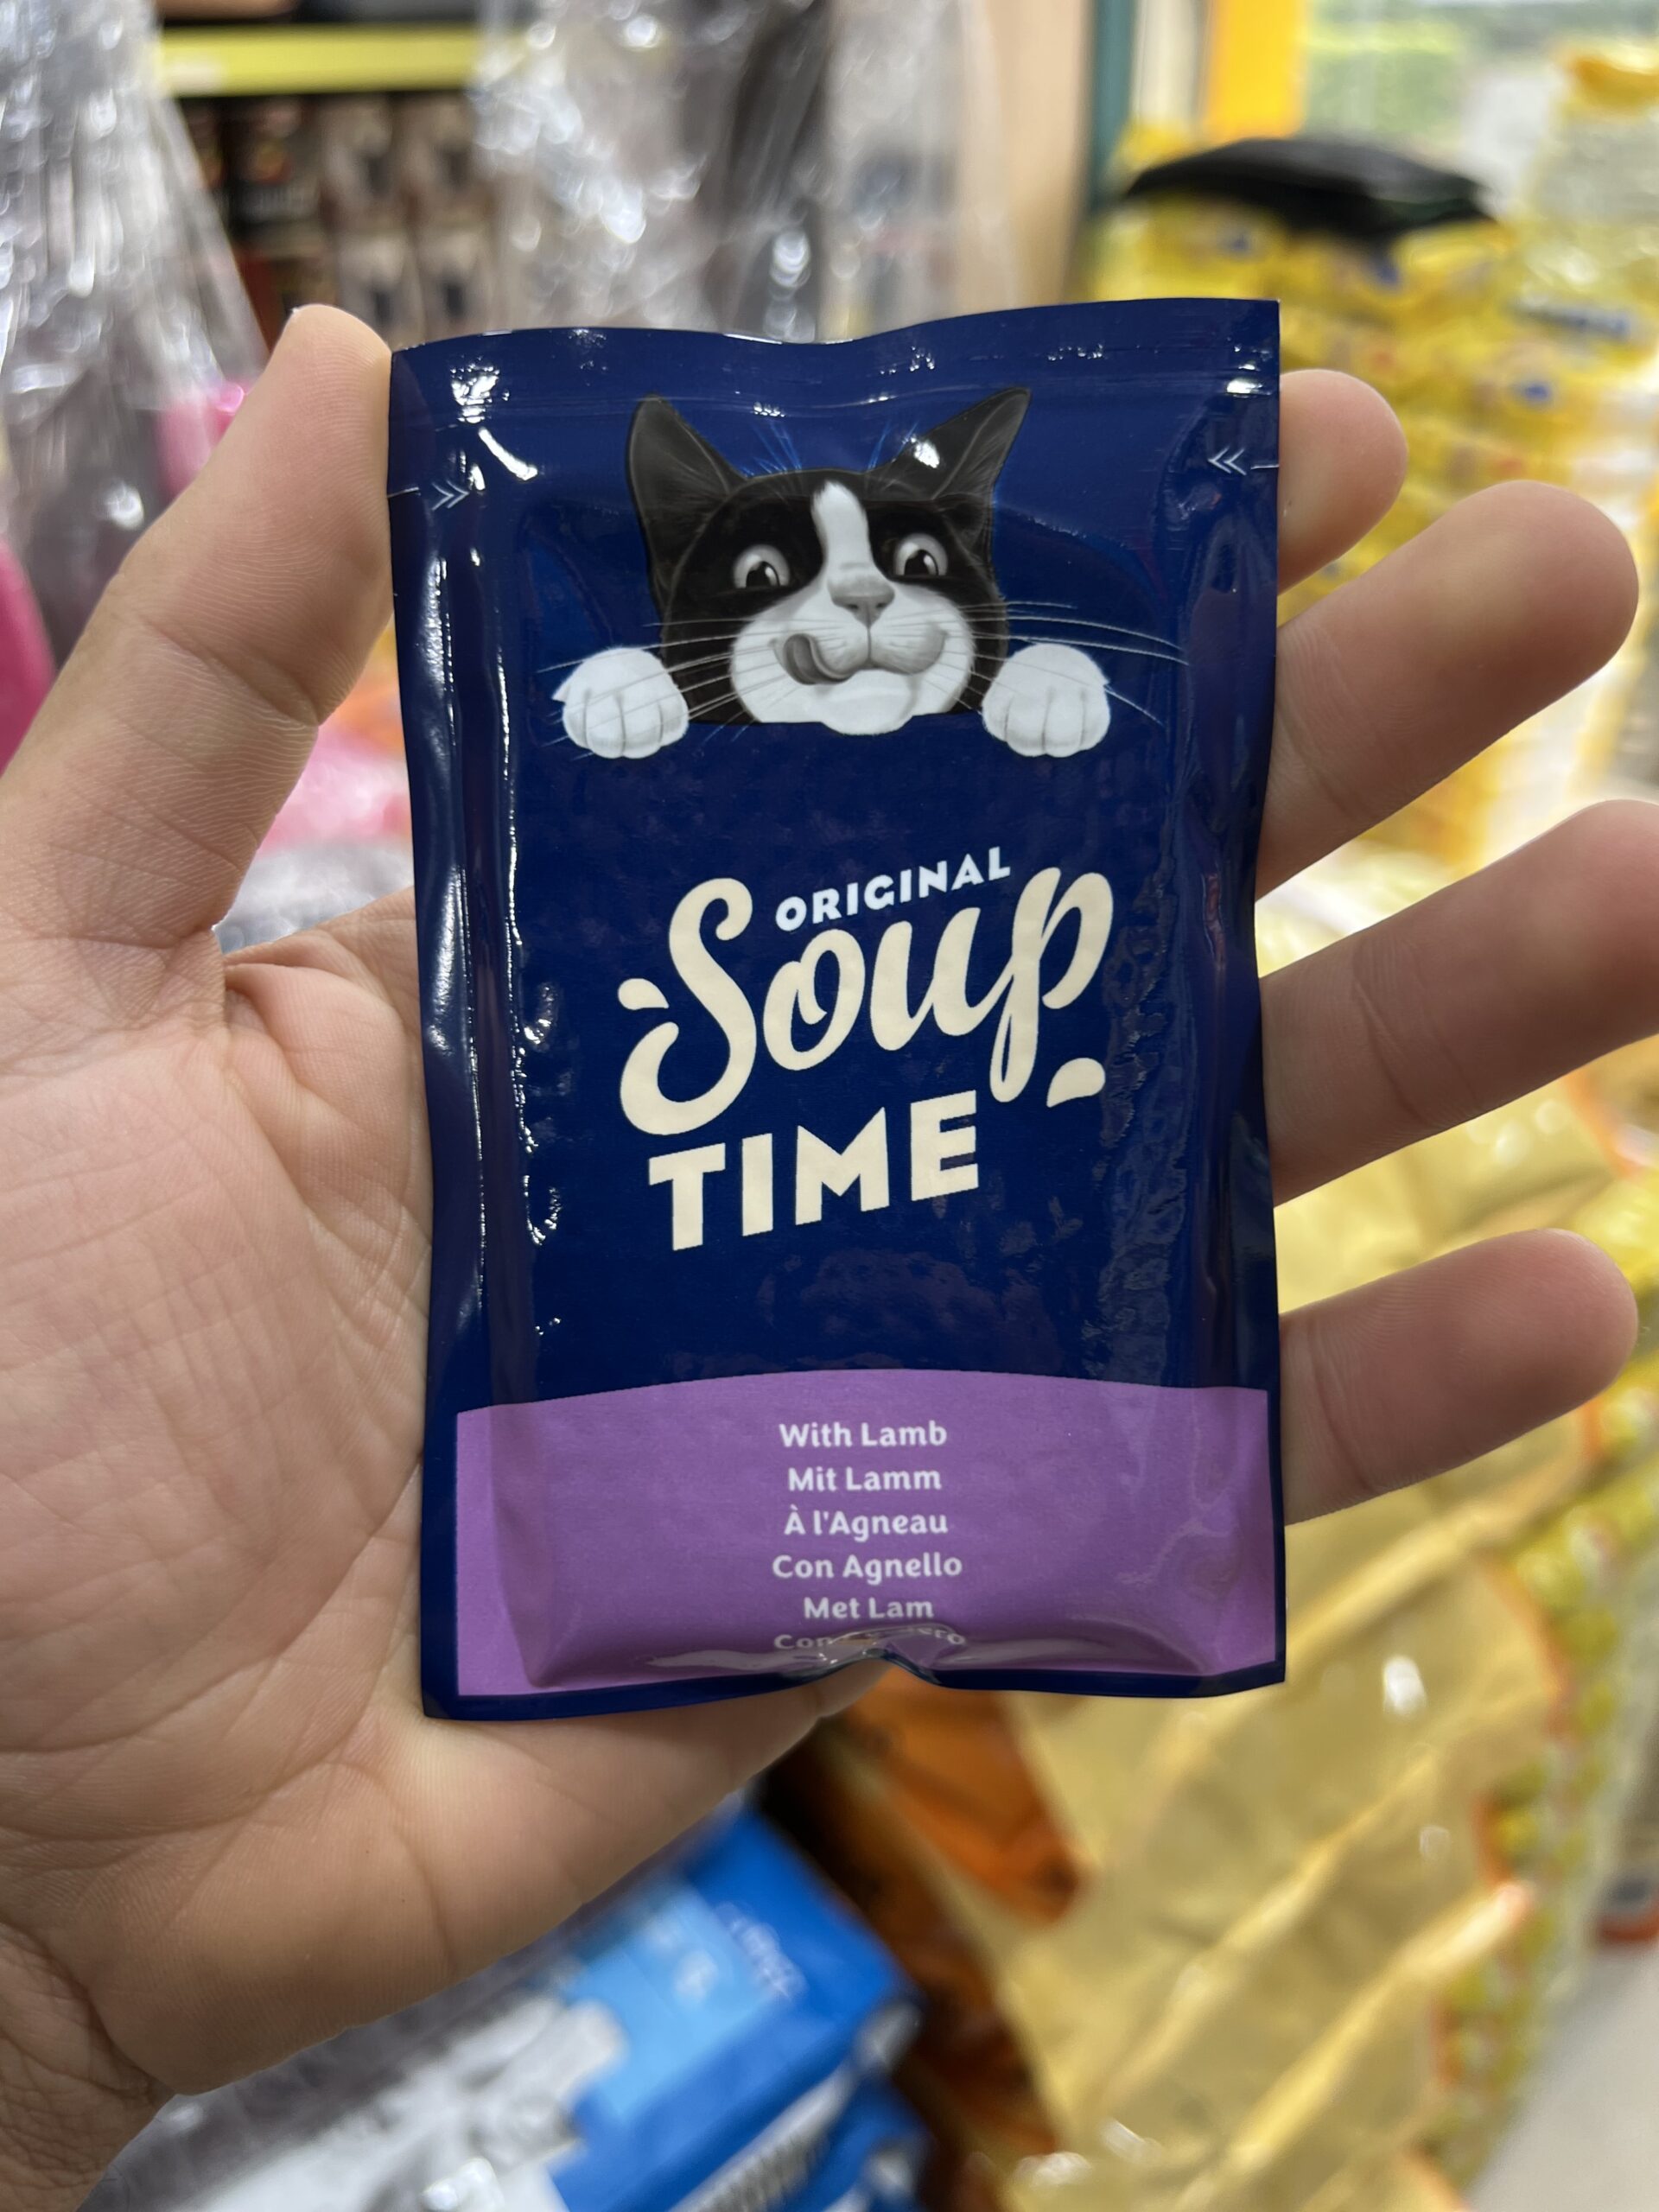 ORIGINAL
Soup
TIME
With Lamb
Mit Lamm
À l'Agneau
Con Agnello
Met Lam